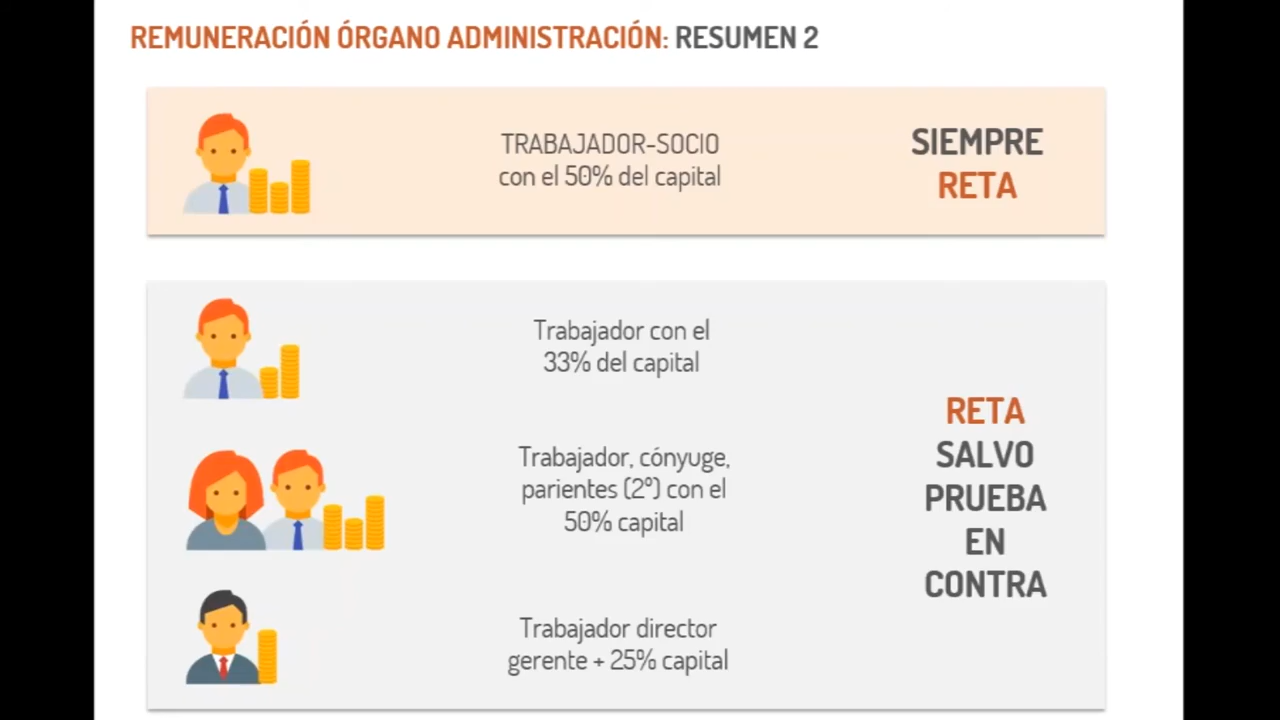 REMUNERACIÓN ÓRGANO ADMINISTRACIÓN: RESUMEN 2
TRABAJADOR-SOCIO
con el 50% del capital
SIEMPRE
RETA
Trabajador con el
33% del capital
Trabajador, cónyuge,
parientes (2º) con el
50% capital
Trabajador director
gerente + 25% capital
RETA
SALVO
PRUEBA
EN
CONTRA